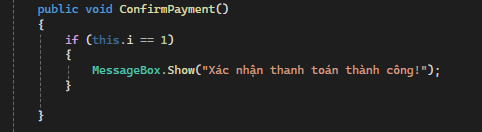 public void ConfirmPayment()
{
if (this.i == 1)
{
MessageBox.Show("Xác nhận thanh toán thành công!");
}
}